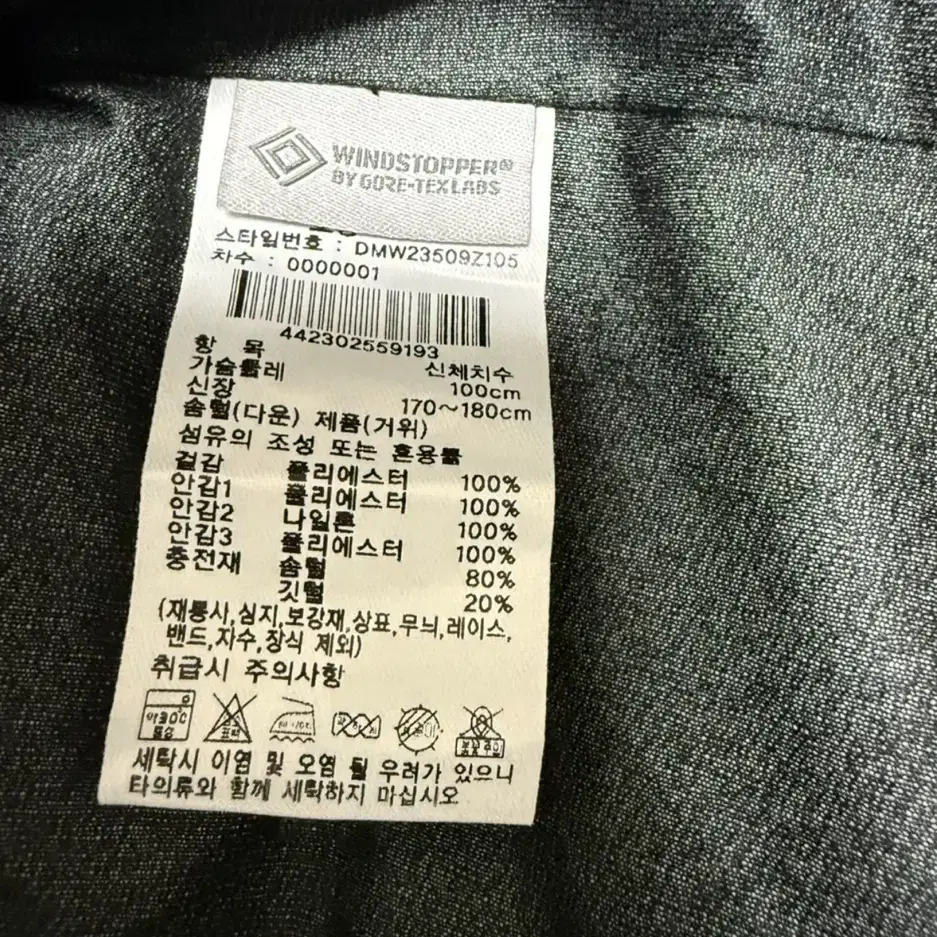 WINDSTOPPER®
BY GORE-TEX LABS
스타일번호 : DMW23509Z105
차수 : 0000001
442302559193
항 목 신체치수
가슴둘레 100cm
신장 170~180cm
솜털(다운) 제품(거위)
섬유의 조성 또는 혼용률
겉감 폴리에스터 100%
안감1 폴리에스터 100%
안감2 나일론 100%
안감3 폴리에스터 100%
충전재 솜털 80%
깃털 20%
(재봉사,심지,보강재,상표,무늬,레이스,
밴드,자수,장식 제외)
취급시 주의사항
세탁시 이염 및 오염 될 우려가 있으니
타의류와 함께 세탁하지 마십시오